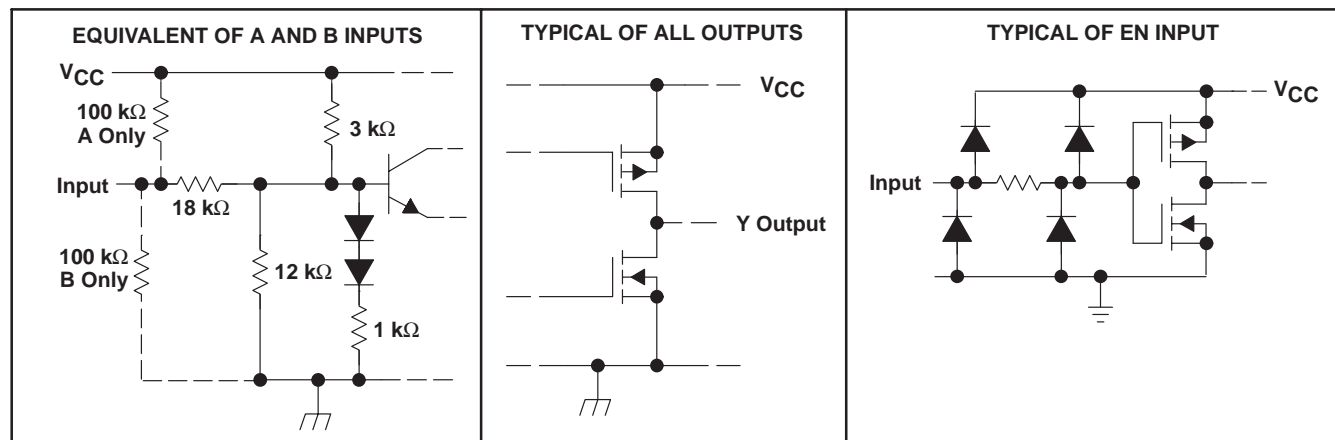 EQUIVALENT OF A AND B INPUTS
VCC
100 kΩ
A Only
3 kΩ
Input
18 kΩ
100 kΩ
B Only
12 kΩ
1 kΩ
TYPICAL OF ALL OUTPUTS
VCC
Y Output
TYPICAL OF EN INPUT
VCC
Input